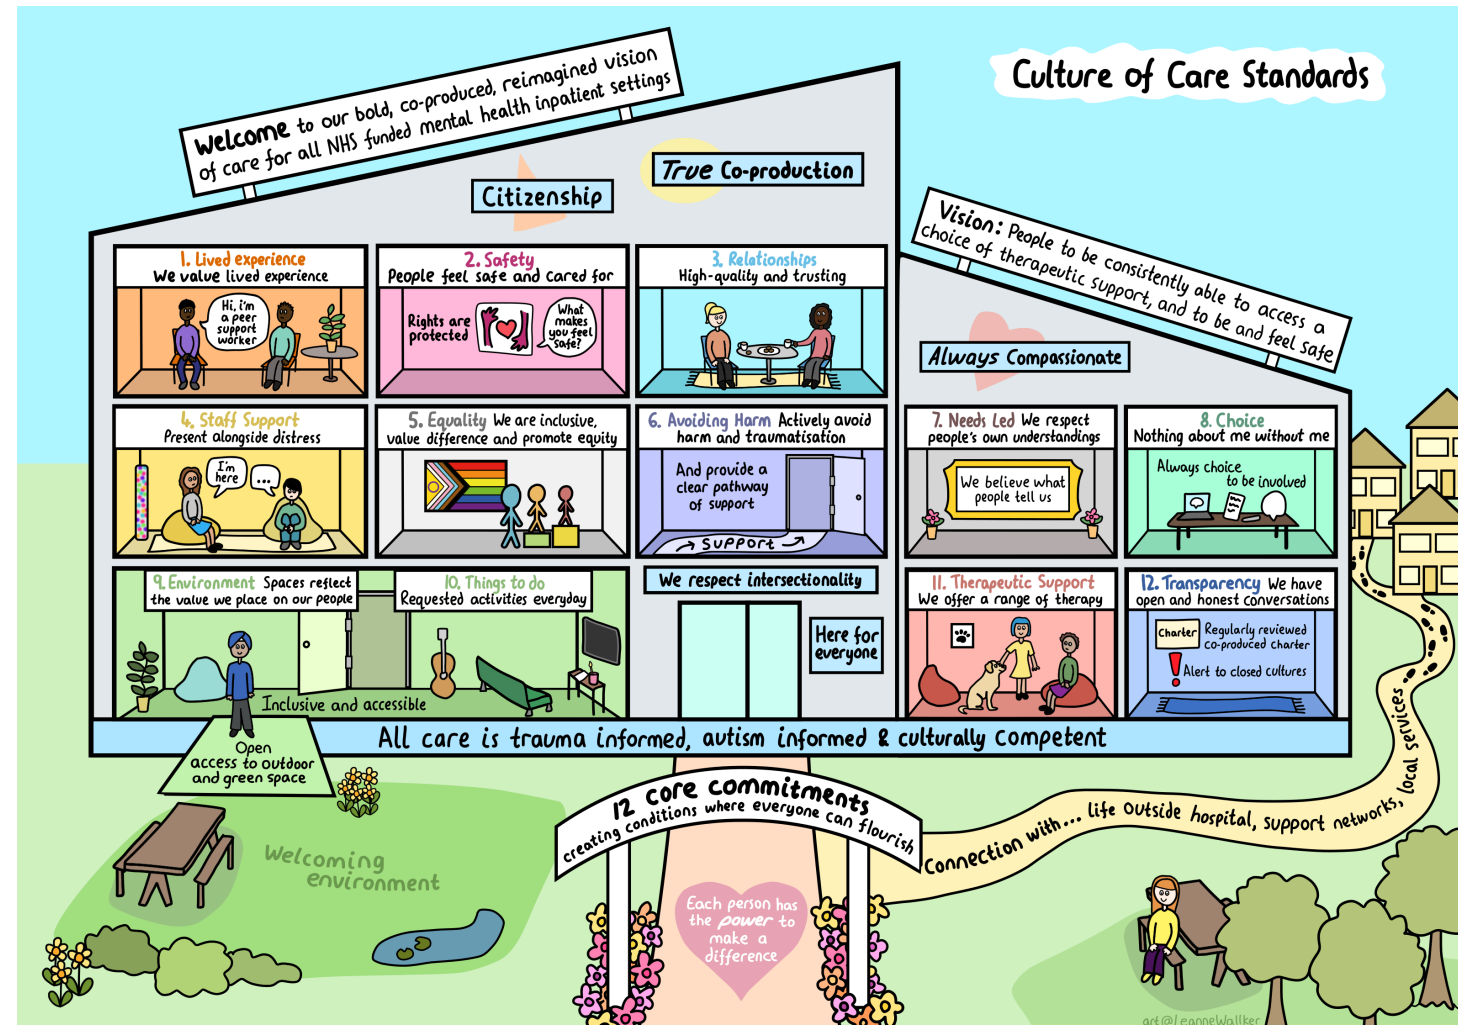 Culture of Care Standards
Welcome to our bold, co-produced, reimagined vision
of care for all NHS funded mental health inpatient settings
Citizenship
True Co-production
Vision: People to be consistently able to access a
choice of therapeutic support, and to be and feel safe
Always Compassionate
1. Lived experience
We value lived experience
Hi, i'm
a peer
support
worker
2. Safety
People feel safe and cared for
Rights are
protected
What
makes
you feel
safe?
3. Relationships
High-quality and trusting
4. Staff Support
Present alongside distress
I'm
here
...
5. Equality We are inclusive,
value difference and promote equity
6. Avoiding Harm Actively avoid
harm and traumatisation
And provide a
clear pathway
of support
→ SUPPORT →
7. Needs Led We respect
people's own understandings
We believe what
people tell us
8. Choice
Nothing about me without me
Always choice
to be involved
9. Environment Spaces reflect
the value we place on our people
10. Things to do
Requested activities everyday
Inclusive and accessible
Open
access to outdoor
and green space
We respect intersectionality
Here for
everyone
11. Therapeutic Support
We offer a range of therapy
12. Transparency We have
open and honest conversations
Charter
Regularly reviewed
co-produced charter
! Alert to closed cultures
All care is trauma informed, autism informed & culturally competent
12 core commitments
creating conditions where everyone can flourish
Connection with... life outside hospital, support networks, local services
Welcoming
environment
Each person has
the power to
make a
difference
art@LeanneWallker